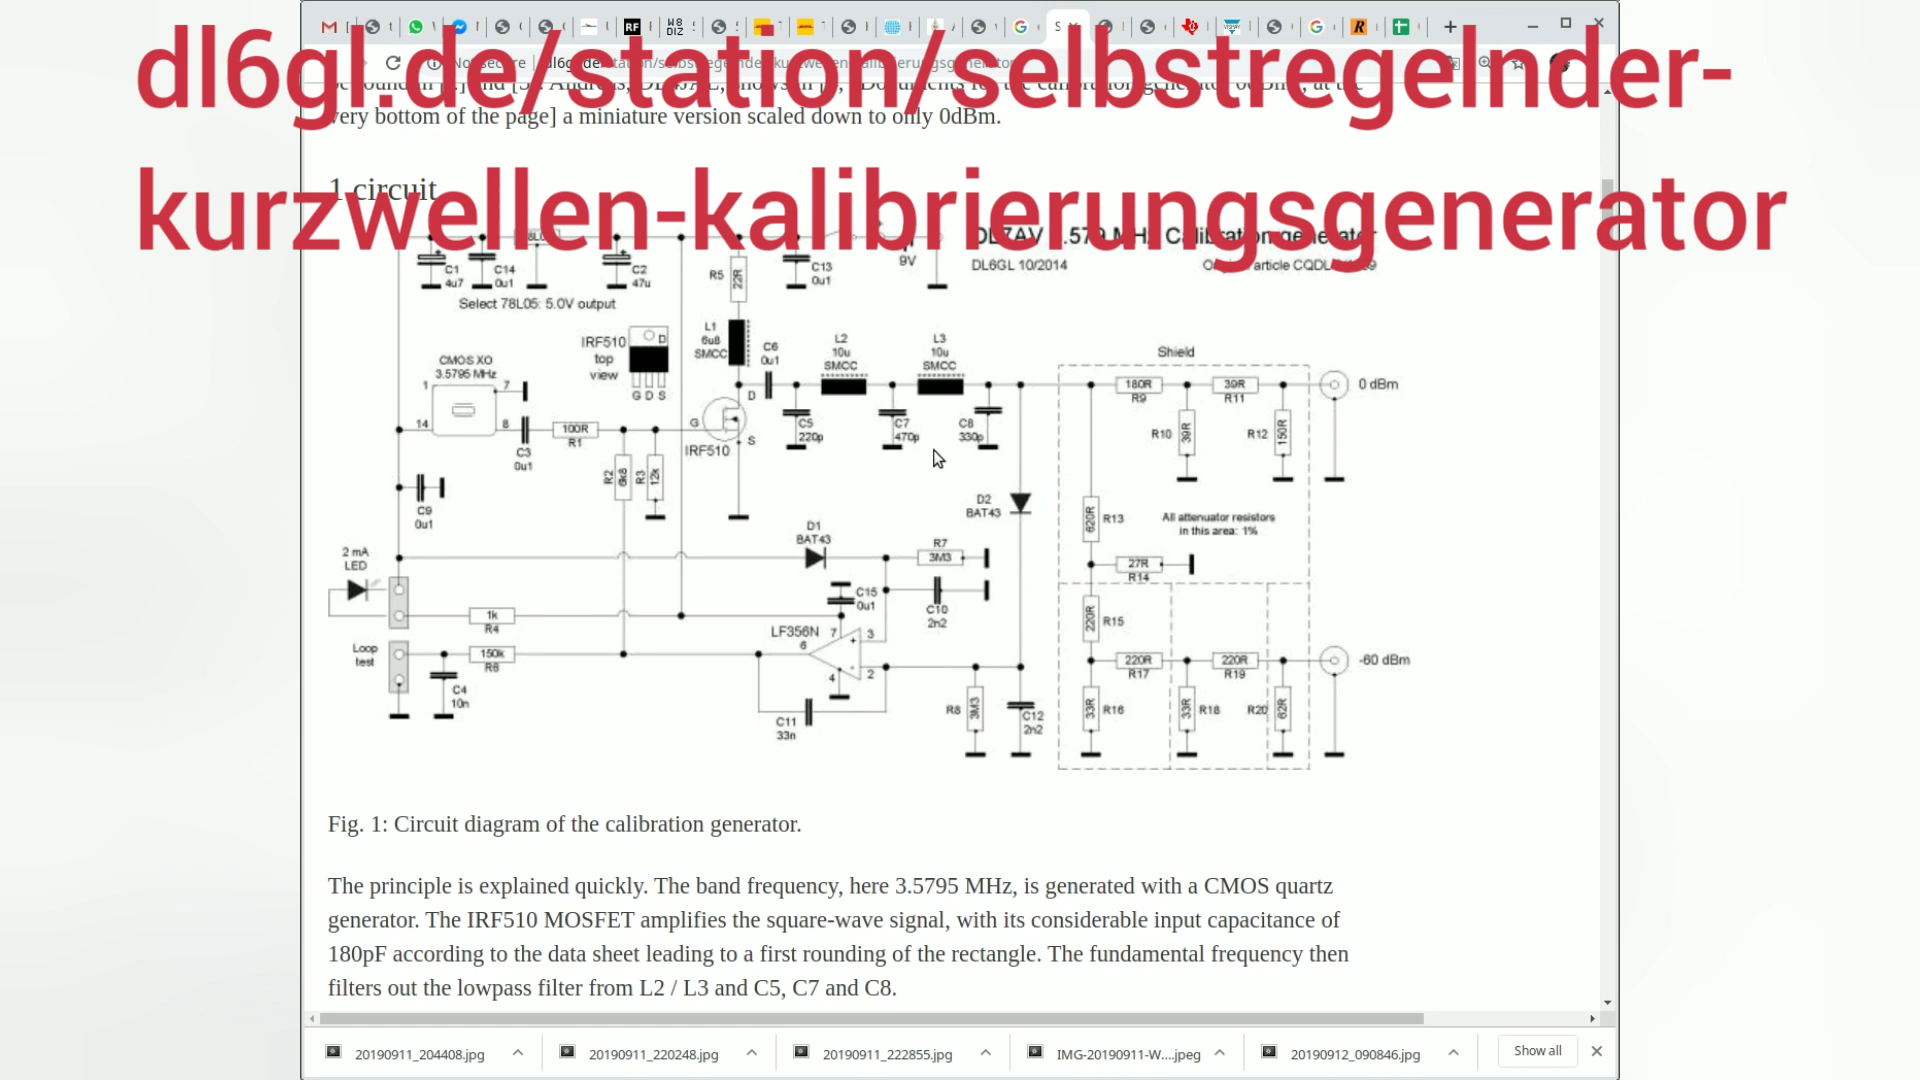 dl6gl.de/station/selbstregelnder-
kurzwellen-kalibrierungsgenerator
very bottom of the page] a miniature version scaled down to only 0dBm.
1 circuit
DL6GL 10/2014
9V
C1
4u7
C14
0u1
C2
47u
R5
22R
C13
0u1
Select 78L05: 5.0V output
IRF510
top
view
D
G D S
L1
6u8
SMCC
C6
0u1
L2
10u
SMCC
L3
10u
SMCC
Shield
CMOS XO
3.5795 MHz
1
7
14
8
C3
0u1
100R
R1
G
D
S
IRF510
C5
220p
C7
470p
C8
330p
180R
R9
39R
R11
0 dBm
R10
39R
R12
150R
R2
6k8
R3
12k
C9
0u1
D2
BAT43
620R
R13
All attenuator resistors
in this area: 1%
D1
BAT43
R7
3M3
27R
R14
2 mA
LED
C15
0u1
C10
2n2
1k
R4
220R
R15
LF356N
7
3
6
2
4
Loop
test
150k
R6
C4
10n
220R
R17
220R
R19
-60 dBm
C11
33n
R8
3M3
C12
2n2
33R
R16
33R
R18
R20
62R
Fig. 1: Circuit diagram of the calibration generator.
The principle is explained quickly. The band frequency, here 3.5795 MHz, is generated with a CMOS quartz
generator. The IRF510 MOSFET amplifies the square-wave signal, with its considerable input capacitance of
180pF according to the data sheet leading to a first rounding of the rectangle. The fundamental frequency then
filters out the lowpass filter from L2 / L3 and C5, C7 and C8.
20190911_204408.jpg
20190911_220248.jpg
20190911_222855.jpg
IMG-20190911-W....jpeg
20190912_090846.jpg
Show all